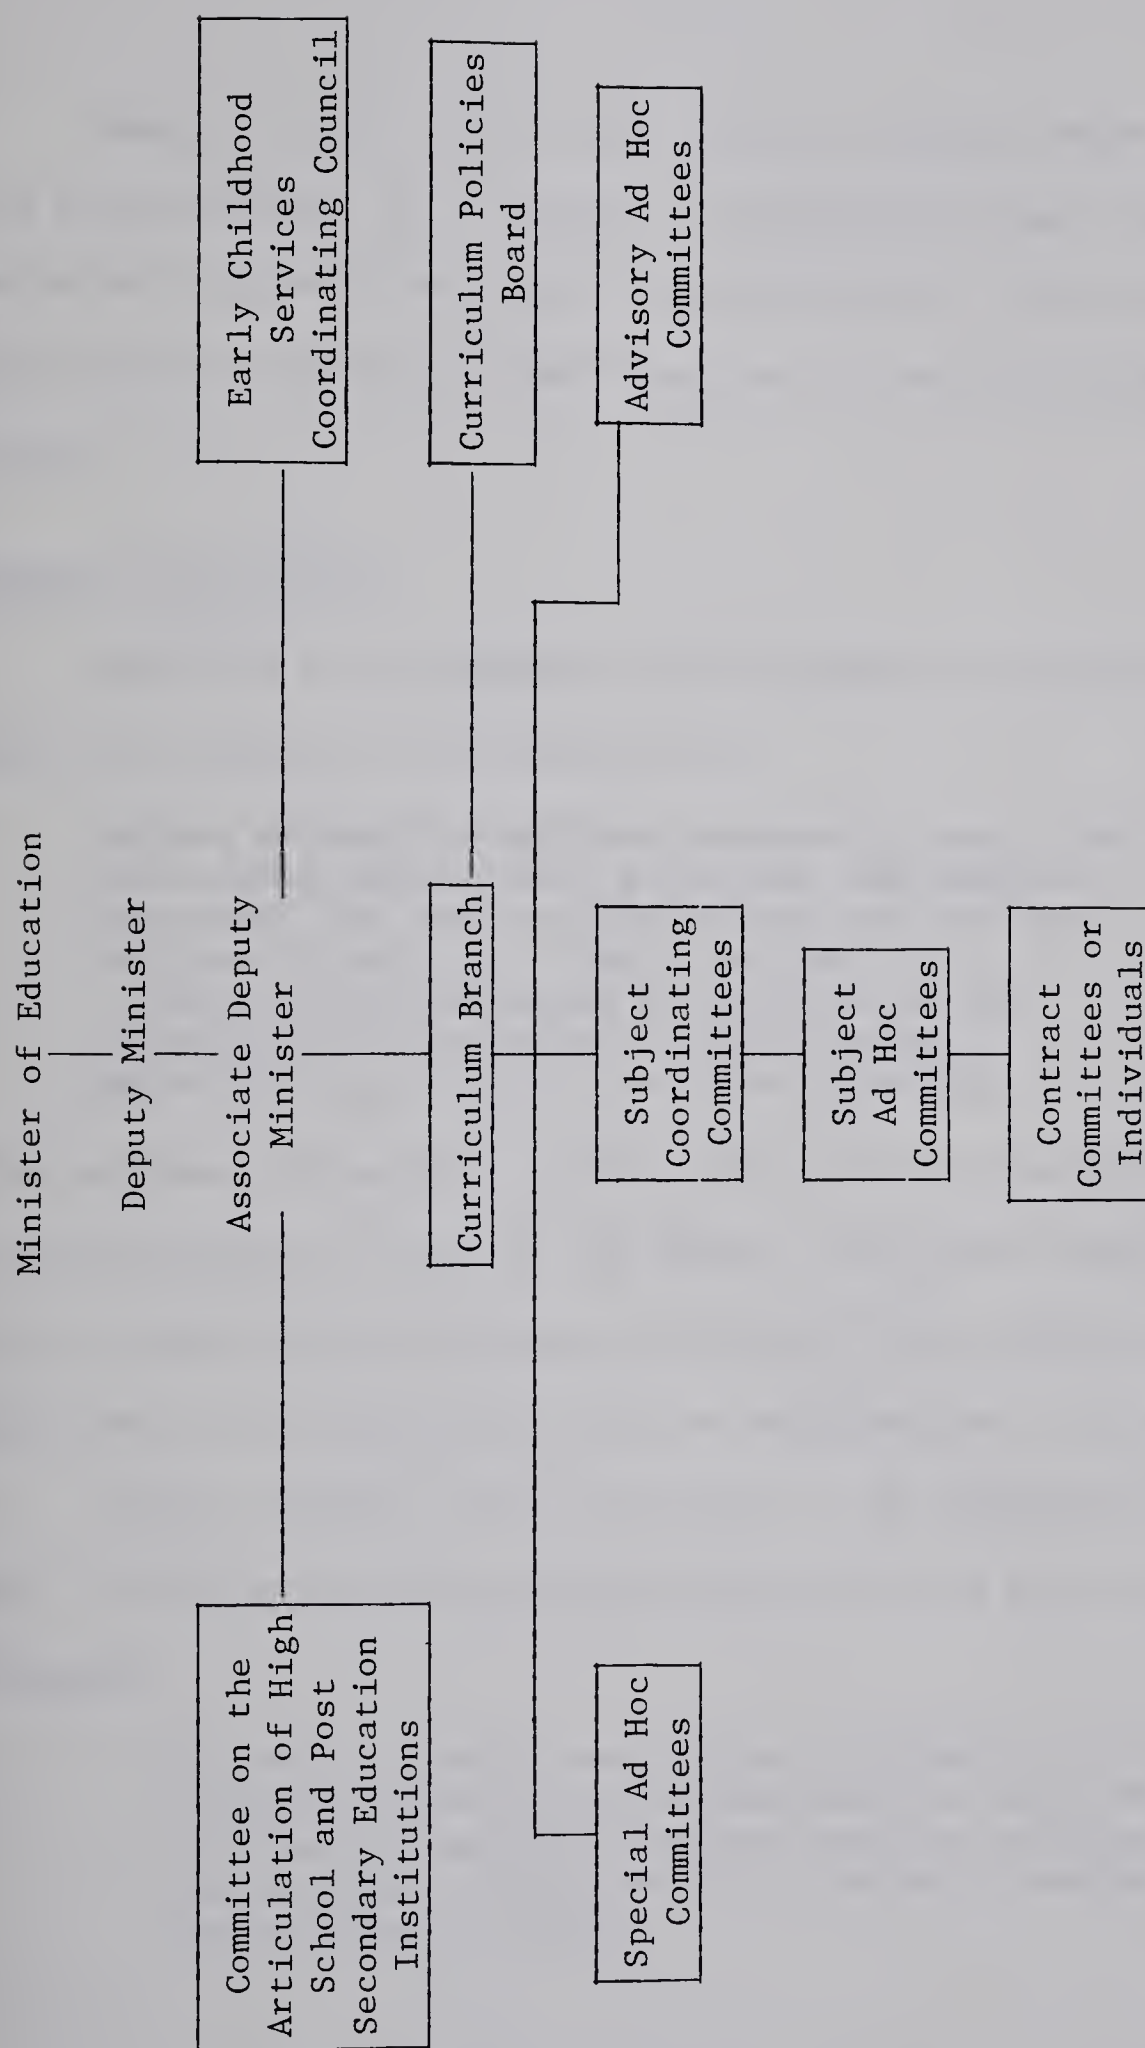 Minister of Education
Deputy Minister
Associate Deputy
Minister
Committee on the
Articulation of High
School and Post
Secondary Education
Institutions
Early Childhood
Services
Coordinating Council
Curriculum Branch
Curriculum Policies
Board
Special Ad Hoc
Committees
Subject
Coordinating
Committees
Advisory Ad Hoc
Committees
Subject
Ad Hoc
Committees
Contract
Committees or
Individuals